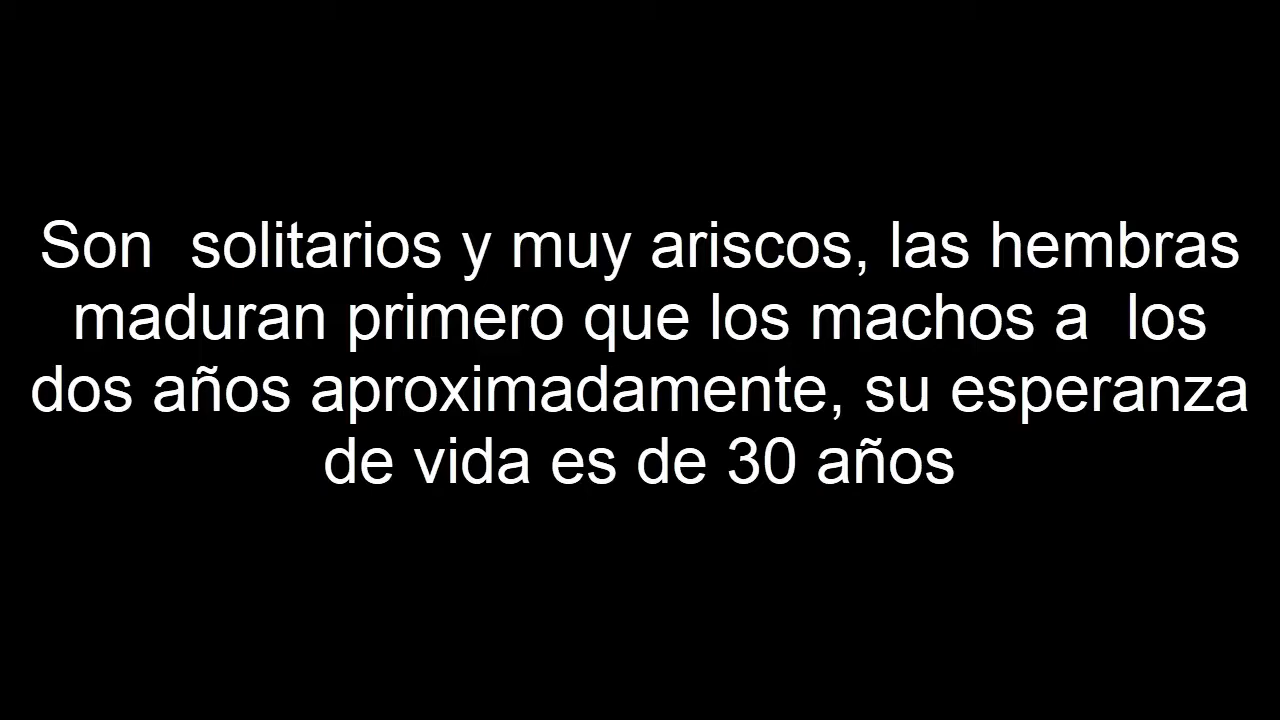 Son  solitarios y muy ariscos, las hembras
maduran primero que los machos a  los
dos años aproximadamente, su esperanza
de vida es de 30 años